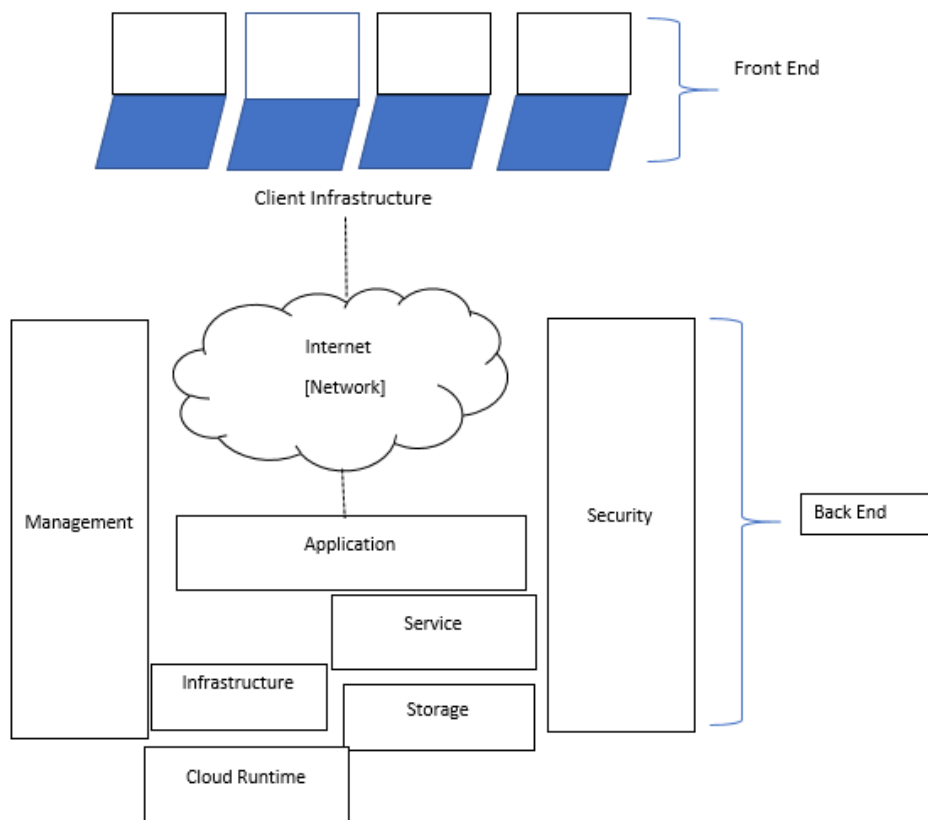 Front End
Client Infrastructure
Internet
[Network]
Management
Security
Back End
Application
Service
Infrastructure
Storage
Cloud Runtime